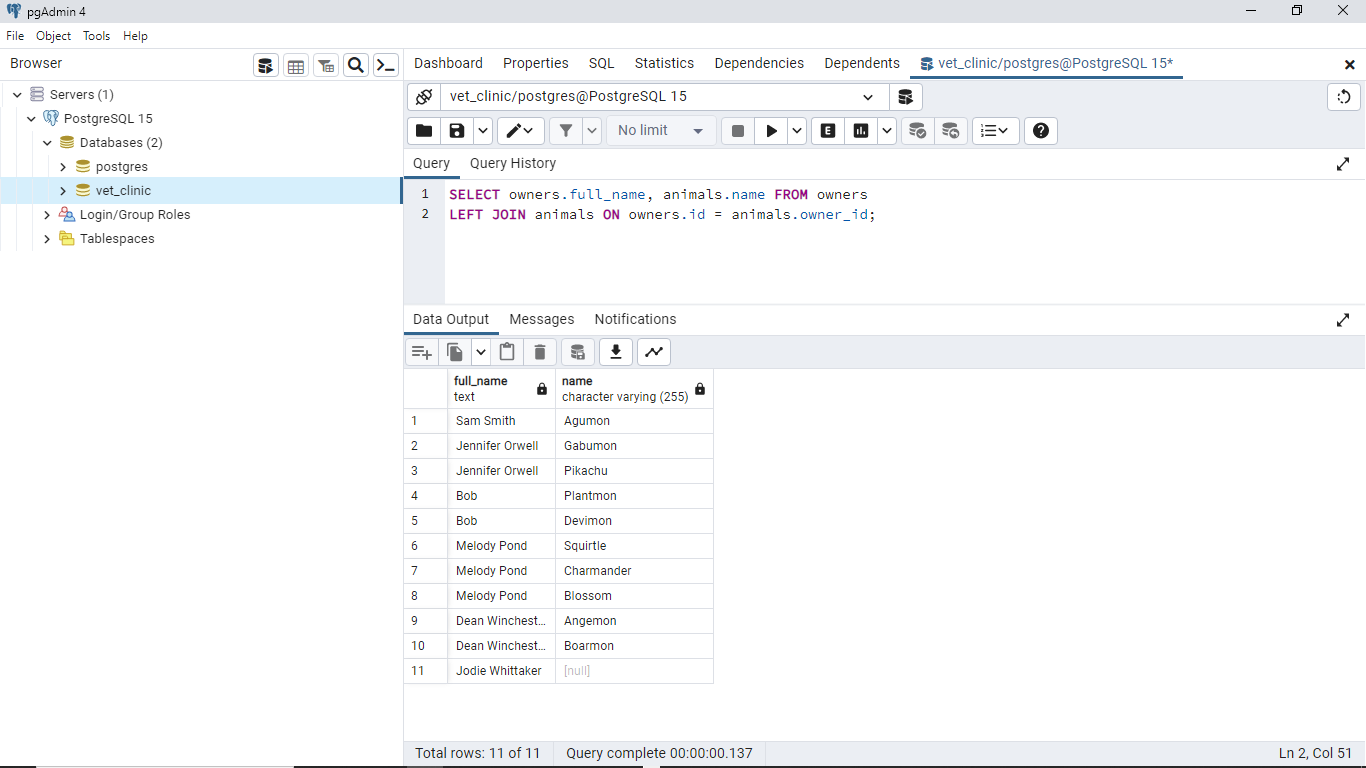 pgAdmin 4
File Object Tools Help
Browser
Dashboard Properties SQL Statistics Dependencies Dependents vet_clinic/postgres@PostgreSQL 15*
Servers (1)
PostgreSQL 15
Databases (2)
postgres
vet_clinic
Login/Group Roles
Tablespaces
vet_clinic/postgres@PostgreSQL 15
No limit
E
Query Query History
1 SELECT owners.full_name, animals.name FROM owners
2 LEFT JOIN animals ON owners.id = animals.owner_id;
Data Output Messages Notifications
full_name name
text character varying (255)
1 Sam Smith Agumon
2 Jennifer Orwell Gabumon
3 Jennifer Orwell Pikachu
4 Bob Plantmon
5 Bob Devimon
6 Melody Pond Squirtle
7 Melody Pond Charmander
8 Melody Pond Blossom
9 Dean Winchest... Angemon
10 Dean Winchest... Boarmon
11 Jodie Whittaker [null]
Total rows: 11 of 11 Query complete 00:00:00.137 Ln 2, Col 51